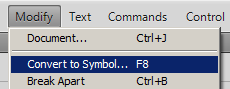 Modify Text Commands Control
Document... Ctrl+J
Convert to Symbol... F8
Break Apart Ctrl+B